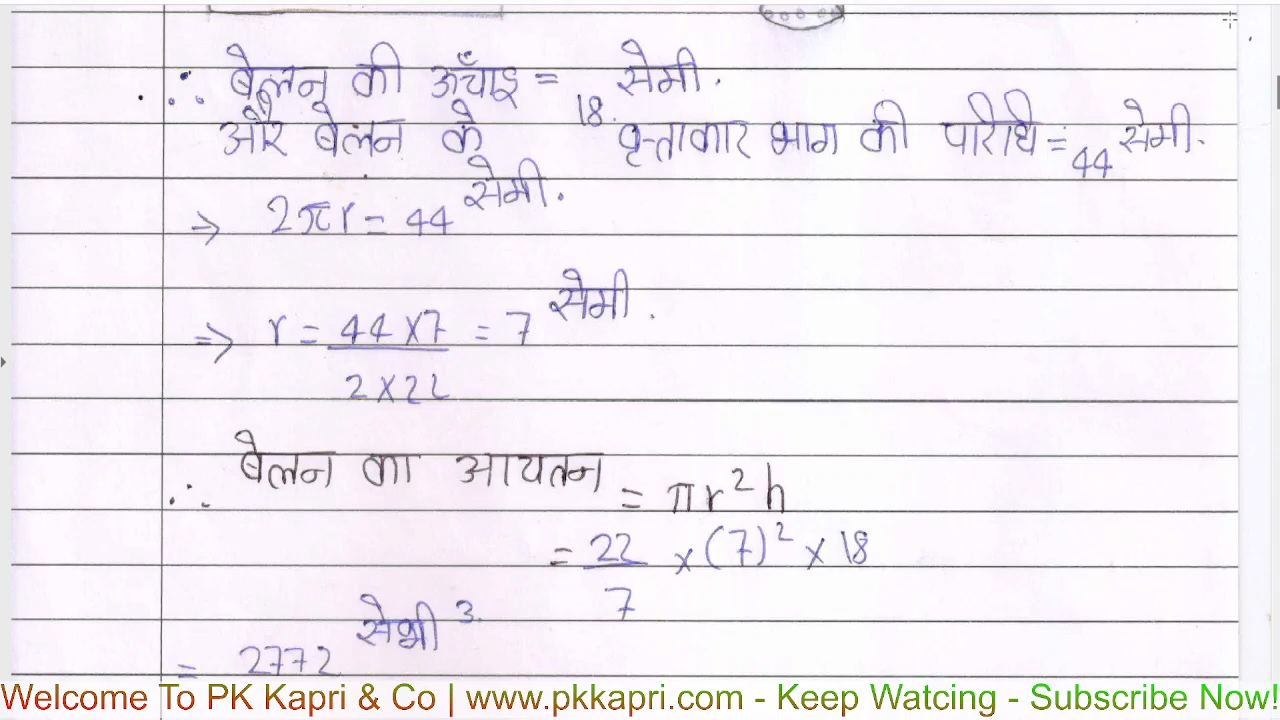 ∴ बेलन की ऊँचाइ = 18 सेमी.
और बेलन के वृत्ताकार भाग की परिधि = 44 सेमी.
⇒ 2πr = 44 सेमी.
⇒ r = 44×7 / 2×22 = 7 सेमी.
∴ बेलन का आयतन = πr²h
= 22/7 × (7)² × 18
= 2772 सेमी³.
Welcome To PK Kapri & Co | www.pkkapri.com - Keep Watcing - Subscribe Now!